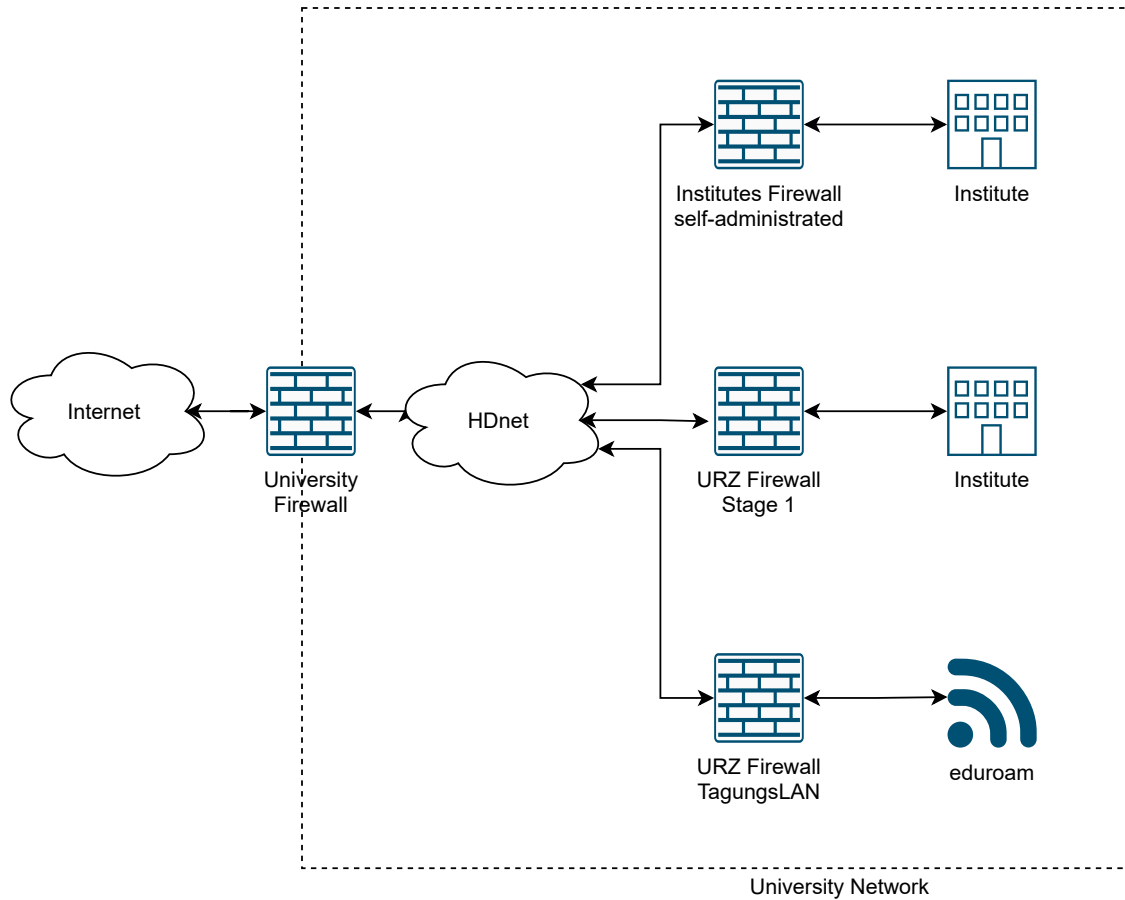 Institutes Firewall
self-administrated
Institute
Internet
HDnet
University
Firewall
URZ Firewall
Stage 1
Institute
URZ Firewall
TagungsLAN
eduroam
University Network